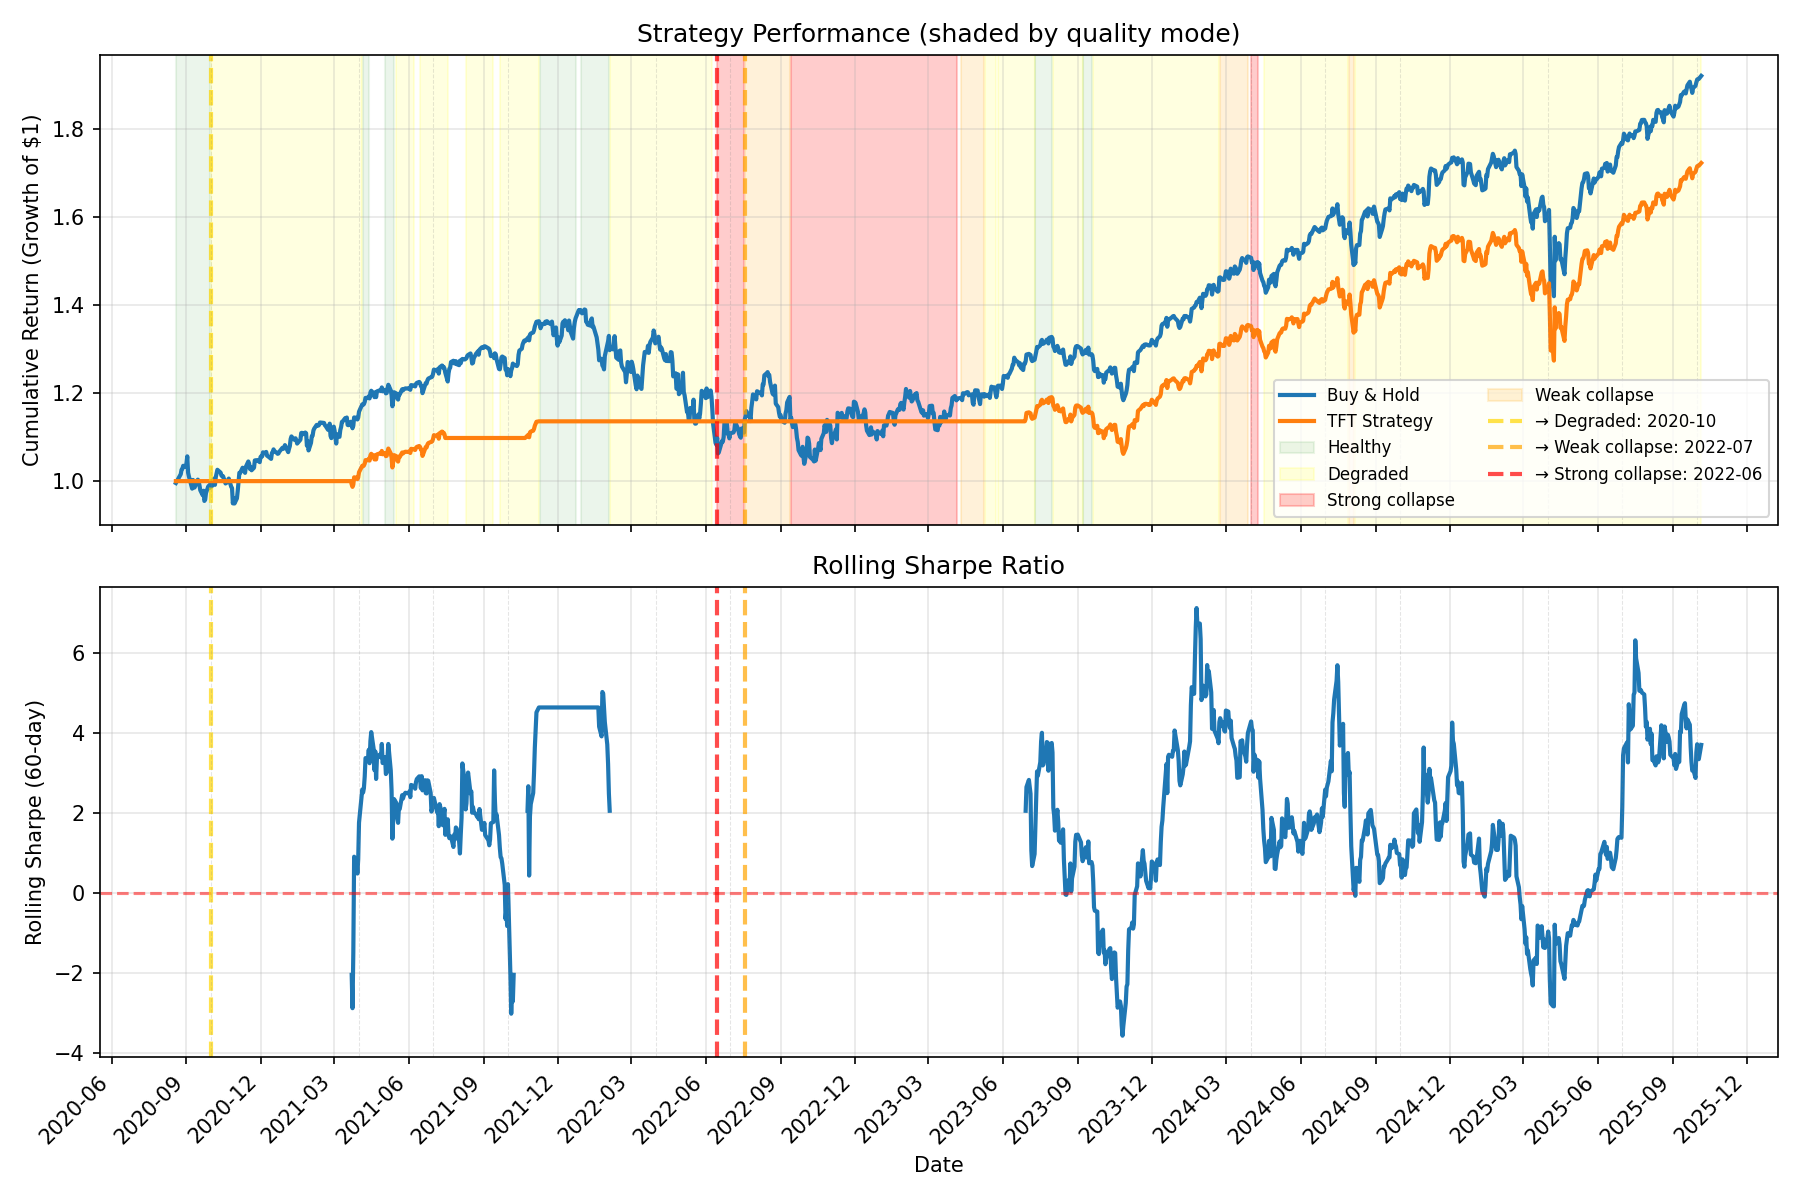 Strategy Performance (shaded by quality mode)
Cumulative Return (Growth of $1)
1.8
1.6
1.4
1.2
1.0
Buy & Hold
TFT Strategy
Healthy
Degraded
Strong collapse
Weak collapse
→ Degraded: 2020-10
→ Weak collapse: 2022-07
→ Strong collapse: 2022-06
Rolling Sharpe Ratio
Rolling Sharpe (60-day)
6
4
2
0
−2
−4
2020-06
2020-09
2020-12
2021-03
2021-06
2021-09
2021-12
2022-03
2022-06
2022-09
2022-12
2023-03
2023-06
2023-09
2023-12
2024-03
2024-06
2024-09
2024-12
2025-03
2025-06
2025-09
2025-12
Date